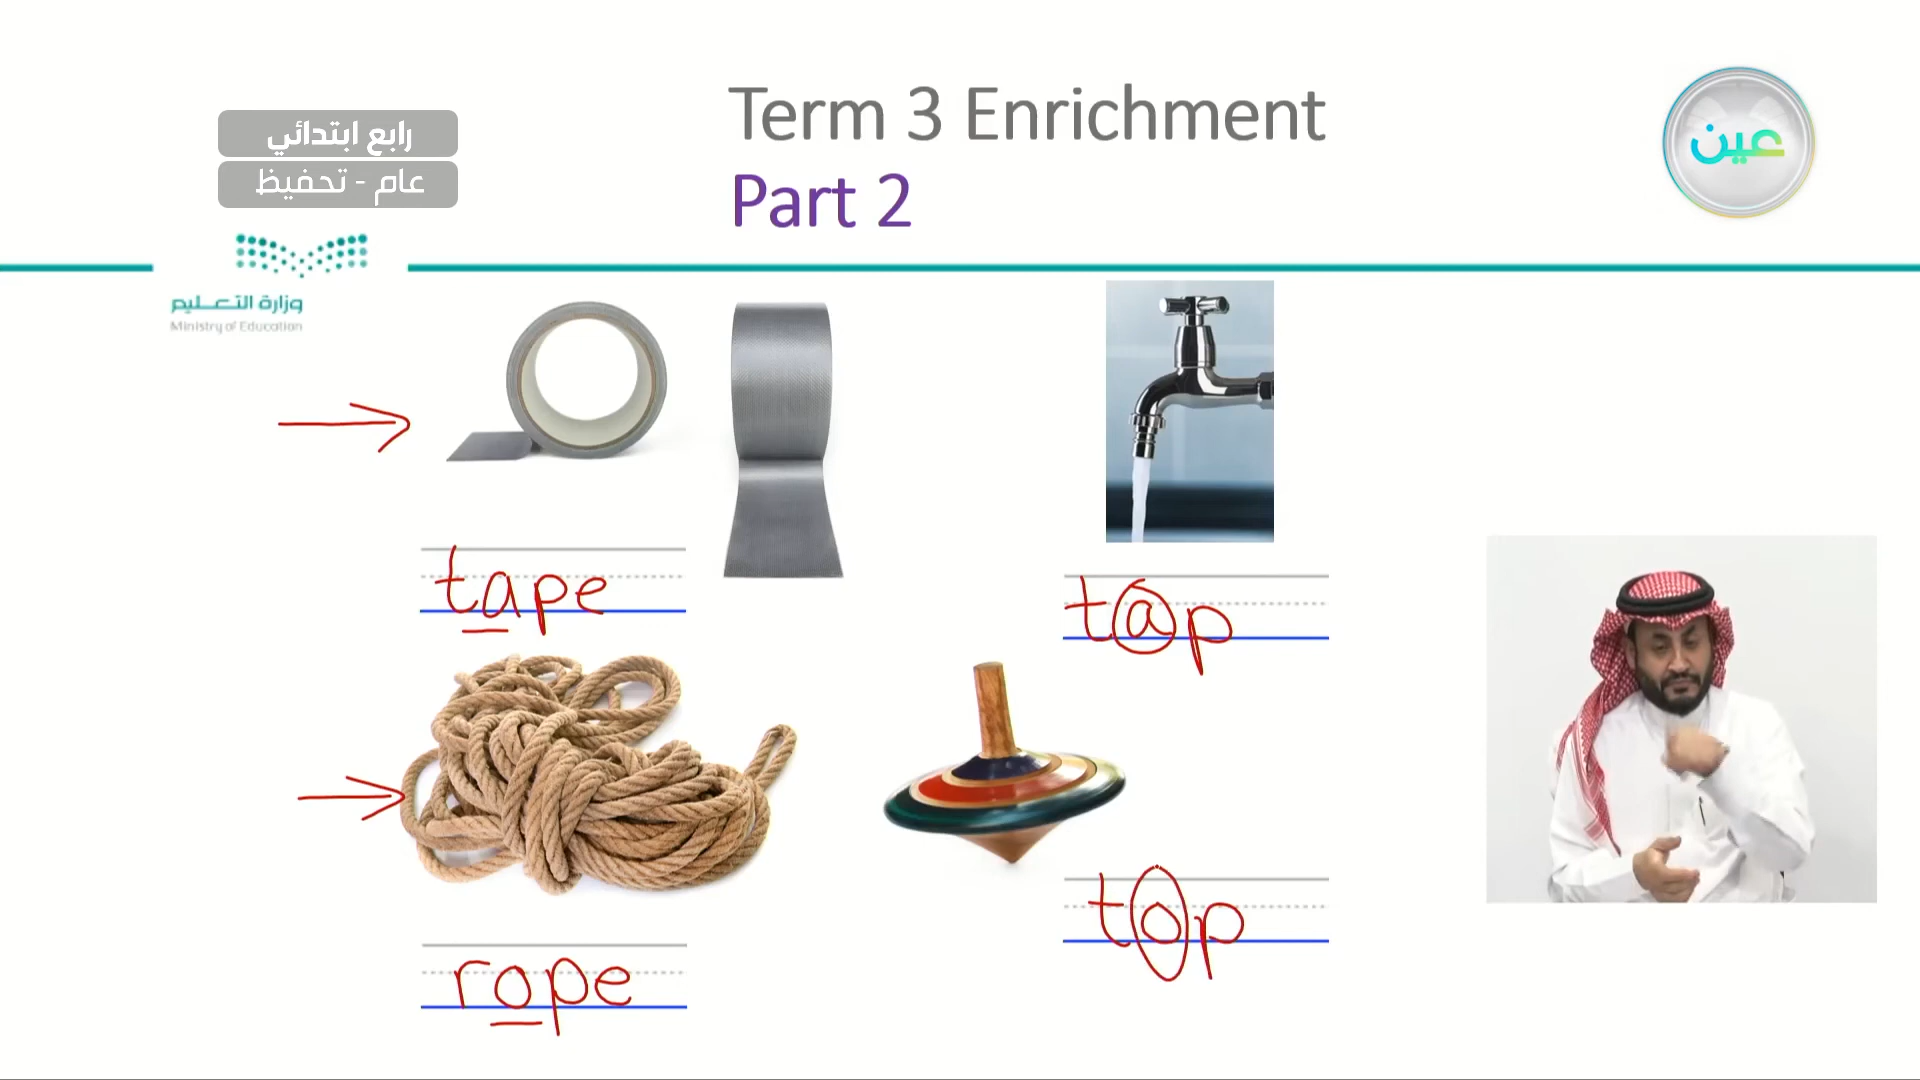 Term 3 Enrichment
Part 2
رابع ابتدائي
عام - تحفيظ
عين
وزارة التعليم
Ministry of Education
tape
tap
rope
top